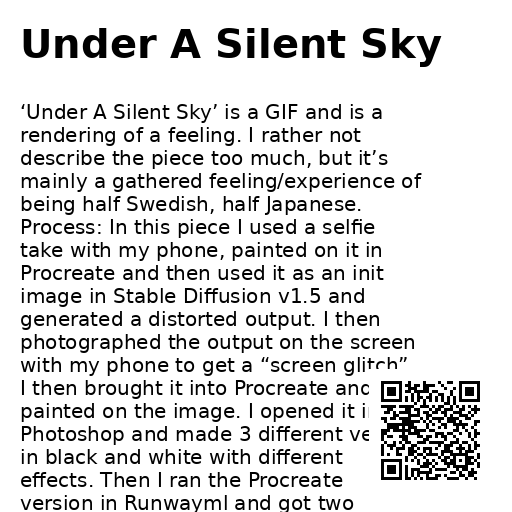 Under A Silent Sky
‘Under A Silent Sky’ is a GIF and is a
rendering of a feeling. I rather not
describe the piece too much, but it’s
mainly a gathered feeling/experience of
being half Swedish, half Japanese.
Process: In this piece I used a selfie
take with my phone, painted on it in
Procreate and then used it as an init
image in Stable Diffusion v1.5 and
generated a distorted output. I then
photographed the output on the screen
with my phone to get a “screen glitch”
I then brought it into Procreate and
painted on the image. I opened it
Photoshop and made 3 different
in black and white with different
effects. Then I ran the Procreate
version in Runwayml and got two